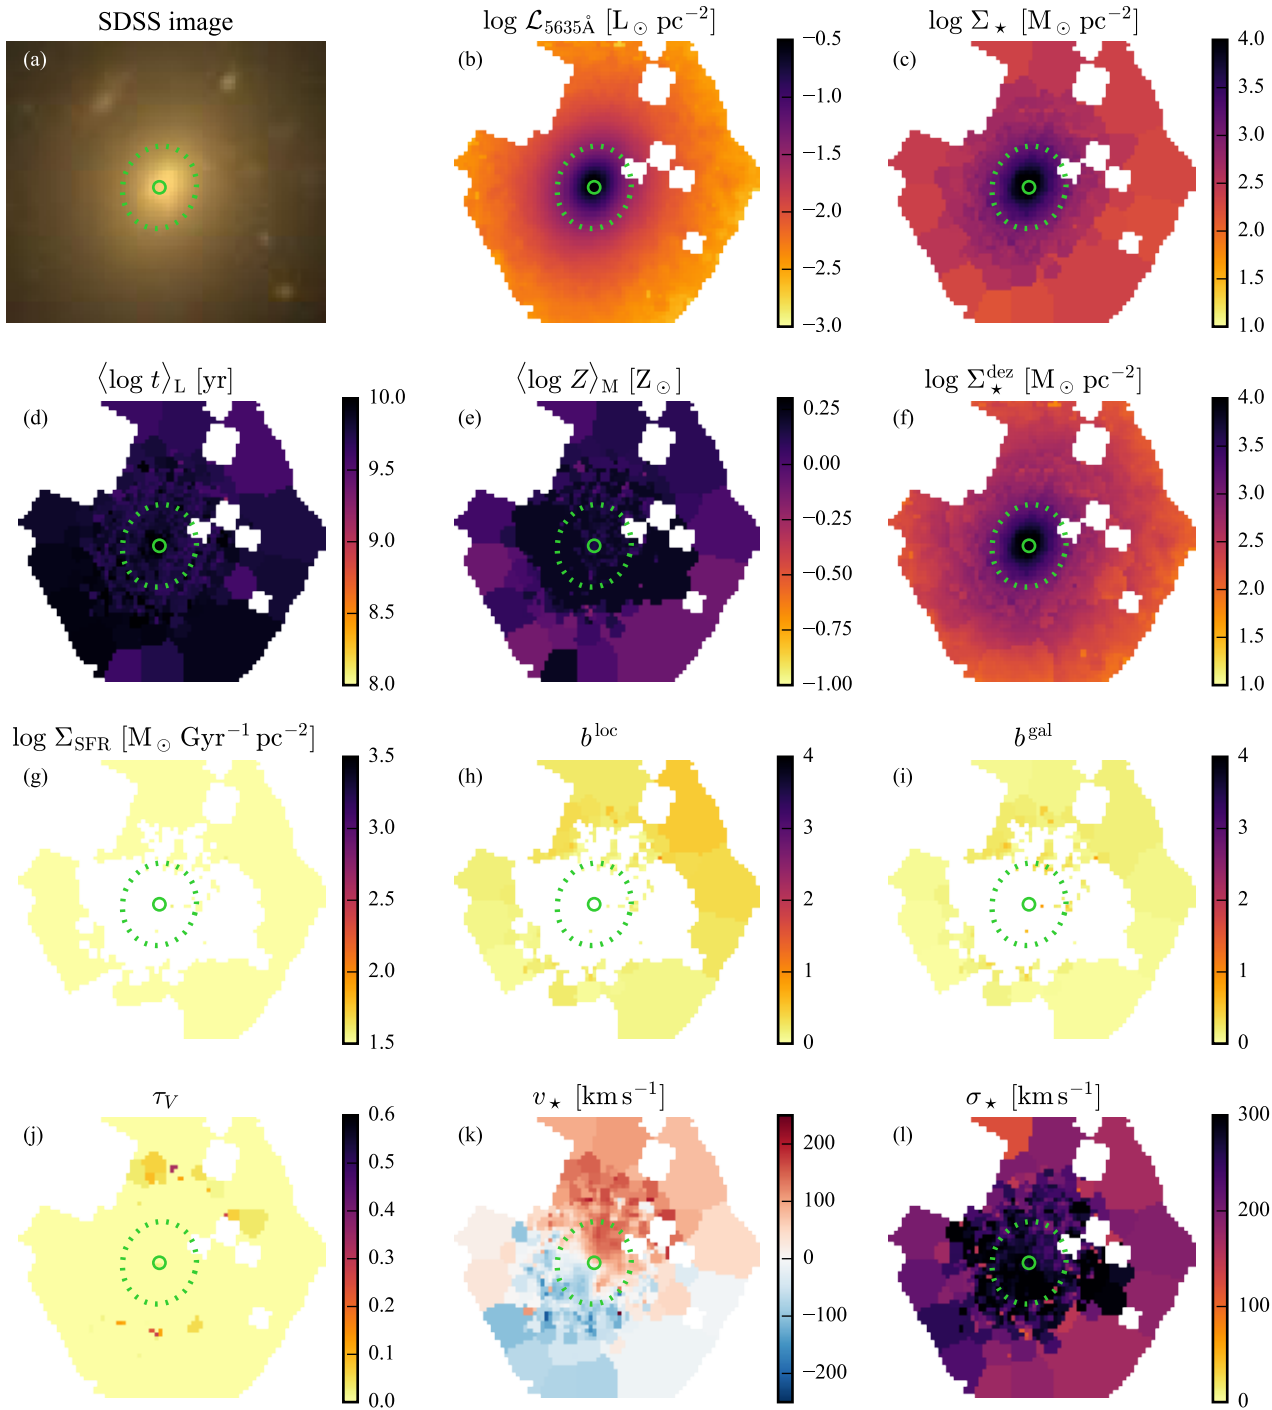 SDSS image
log ℒ₅₆₃₅Å [L☉ pc⁻²]
log Σ⋆ [M☉ pc⁻²]
(a)
(b)
(c)
−0.5
−1.0
−1.5
−2.0
−2.5
−3.0
4.0
3.5
3.0
2.5
2.0
1.5
1.0
⟨log t⟩L [yr]
⟨log Z⟩M [Z☉]
log Σ⋆ᵈᵉᶻ [M☉ pc⁻²]
(d)
(e)
(f)
10.0
9.5
9.0
8.5
8.0
0.25
0.00
−0.25
−0.50
−0.75
−1.00
4.0
3.5
3.0
2.5
2.0
1.5
1.0
log ΣSFR [M☉ Gyr⁻¹ pc⁻²]
bˡᵒᶜ
bᵍᵃˡ
(g)
(h)
(i)
3.5
3.0
2.5
2.0
1.5
4
3
2
1
0
4
3
2
1
0
τV
v⋆ [km s⁻¹]
σ⋆ [km s⁻¹]
(j)
(k)
(l)
0.6
0.5
0.4
0.3
0.2
0.1
0.0
200
100
0
−100
−200
300
200
100
0